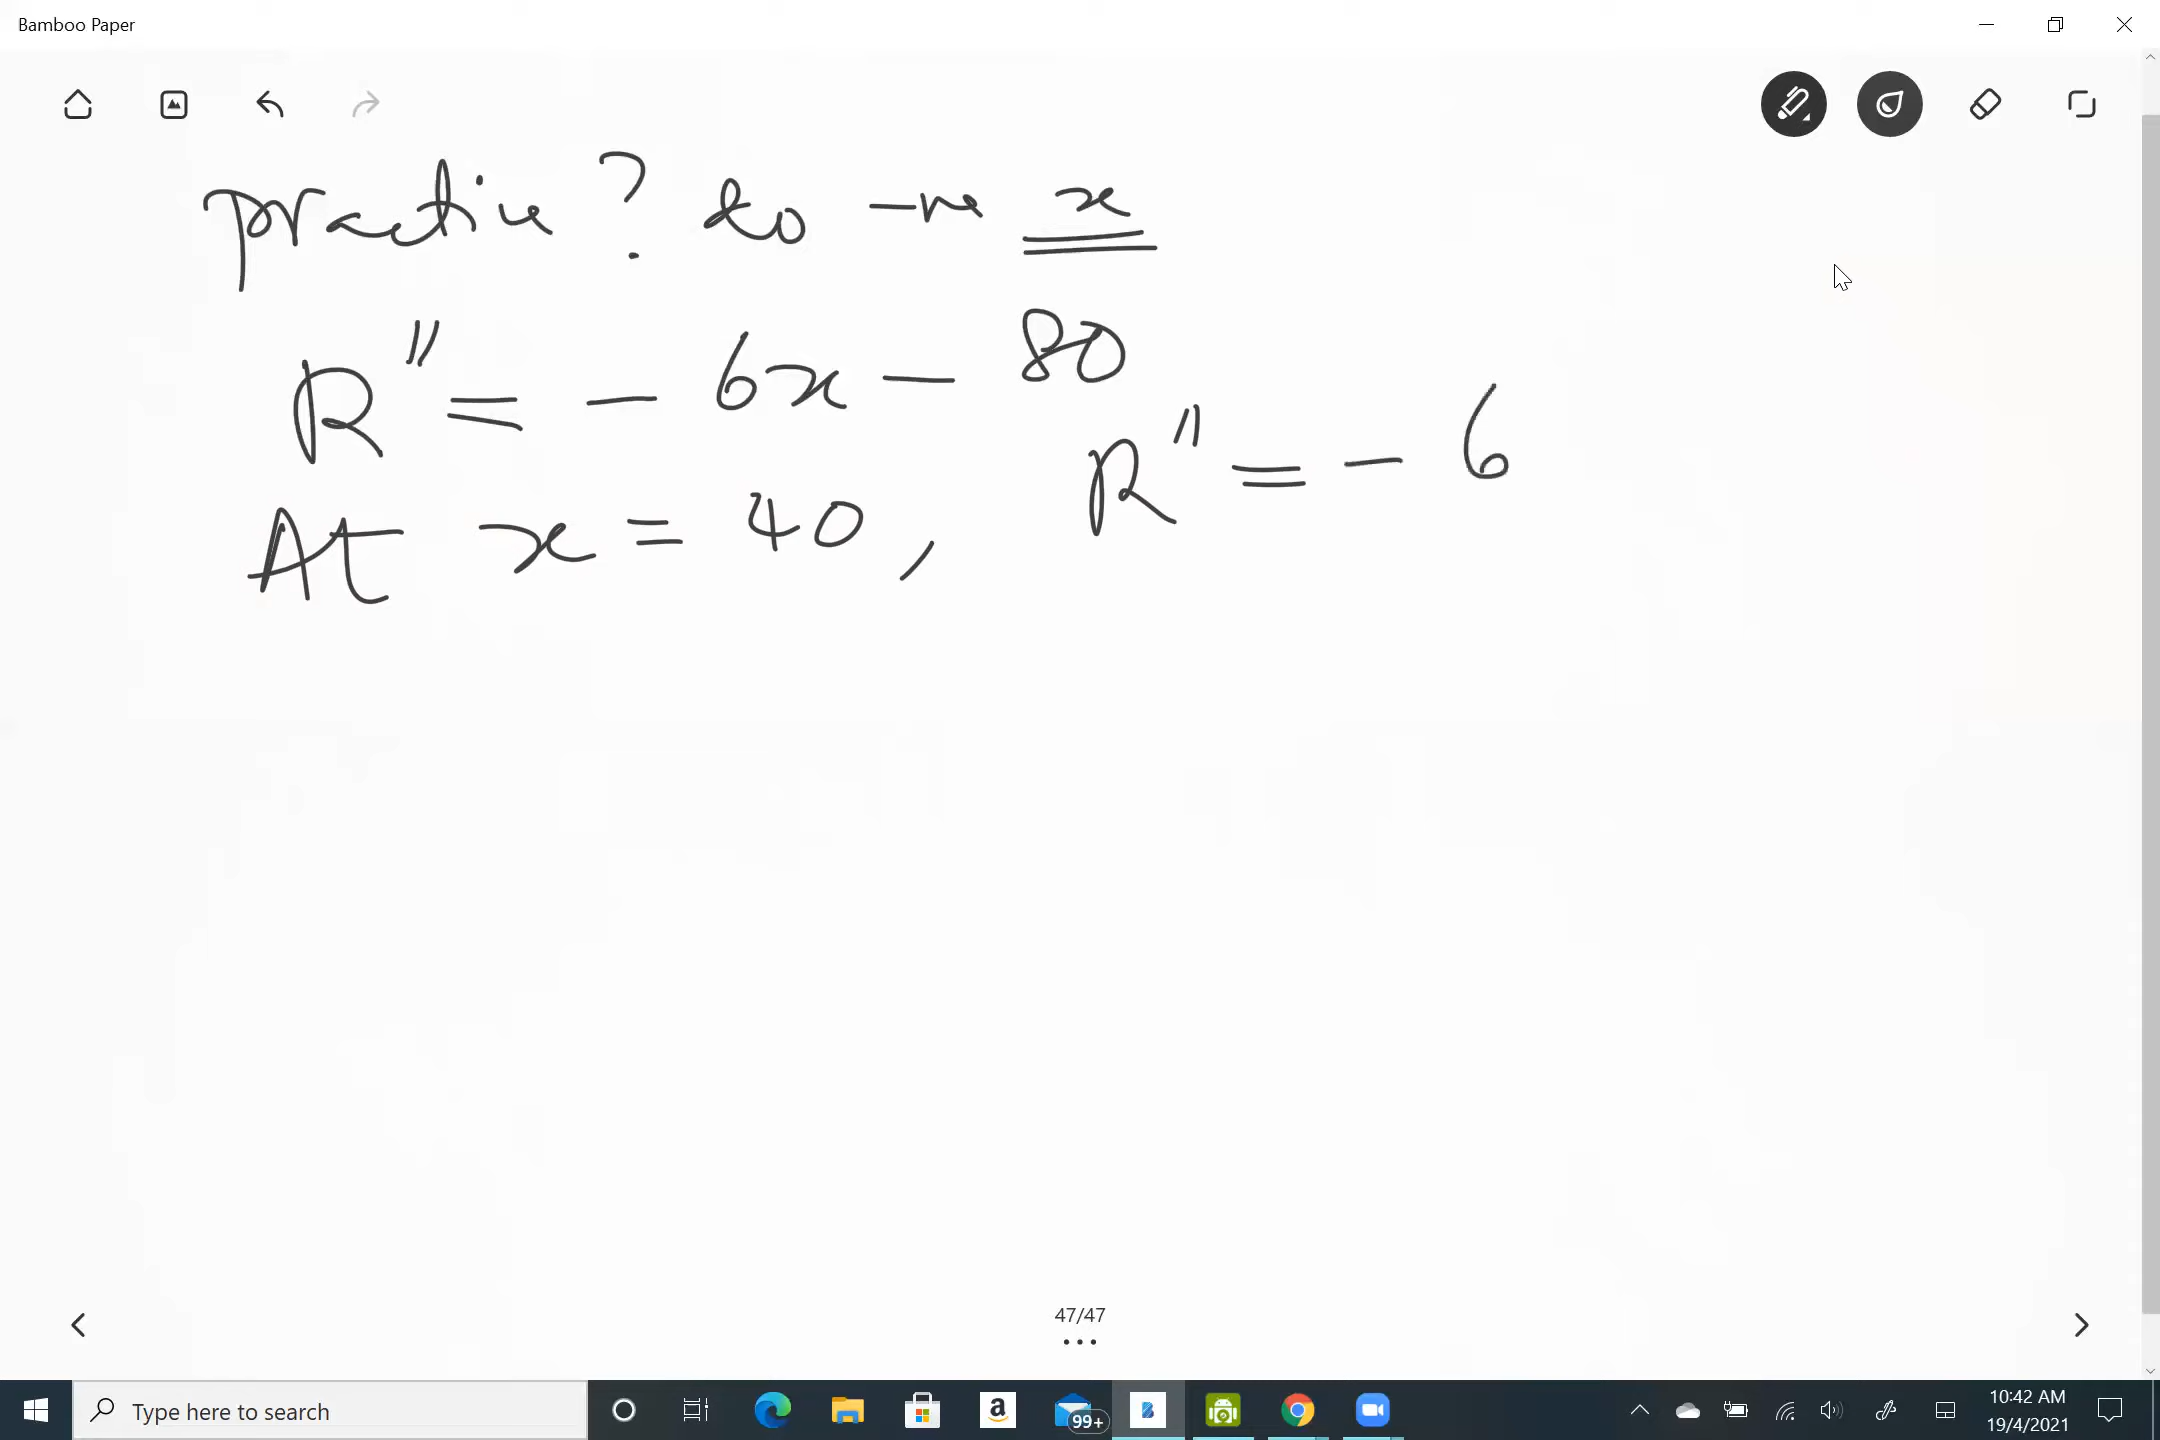 Bamboo Paper
practice? to -ve x
R'' = - 6x - 80
At x = 40, R'' = - 6
47/47
Type here to search
99+
10:42 AM
19/4/2021